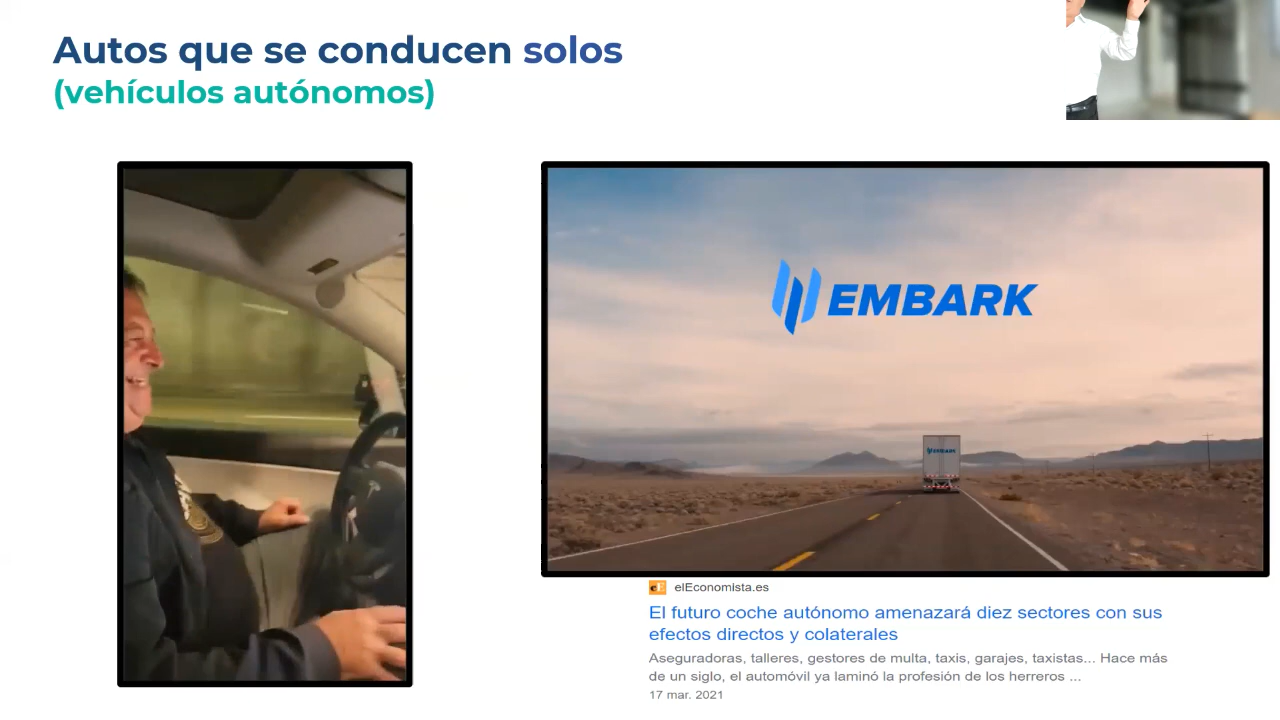 Autos que se conducen solos
(vehículos autónomos)
EMBARK
EMBARK
elEconomista.es
El futuro coche autónomo amenazará diez sectores con sus
efectos directos y colaterales
Aseguradoras, talleres, gestores de multa, taxis, garajes, taxistas... Hace más
de un siglo, el automóvil ya laminó la profesión de los herreros ...
17 mar. 2021